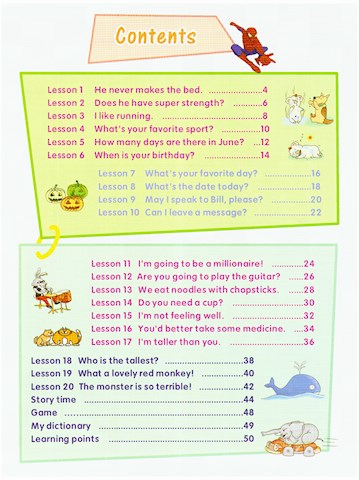 Contents
Lesson 1 He never makes the bed. ....................4
Lesson 2 Does he have super strength? ............6
Lesson 3 I like running. ....................................8
Lesson 4 What's your favorite sport? ..............10
Lesson 5 How many days are there in June? ....12
Lesson 6 When is your birthday? .....................14
Lesson 7 What's your favorite day? ................16
Lesson 8 What's the date today? ....................18
Lesson 9 May I speak to Bill, please? .............20
Lesson 10 Can I leave a message? ..................22
Lesson 11 I'm going to be a millionaire! ............24
Lesson 12 Are you going to play the guitar? ......26
Lesson 13 We eat noodles with chopsticks. .......28
Lesson 14 Do you need a cup? .........................30
Lesson 15 I'm not feeling well. .........................32
Lesson 16 You'd better take some medicine. ....34
Lesson 17 I'm taller than you. ..........................36
Lesson 18 Who is the tallest? .........................38
Lesson 19 What a lovely red monkey! .............40
Lesson 20 The monster is so terrible! .............42
Story time .....................................................44
Game ..........................................................48
My dictionary ................................................49
Learning points .............................................50